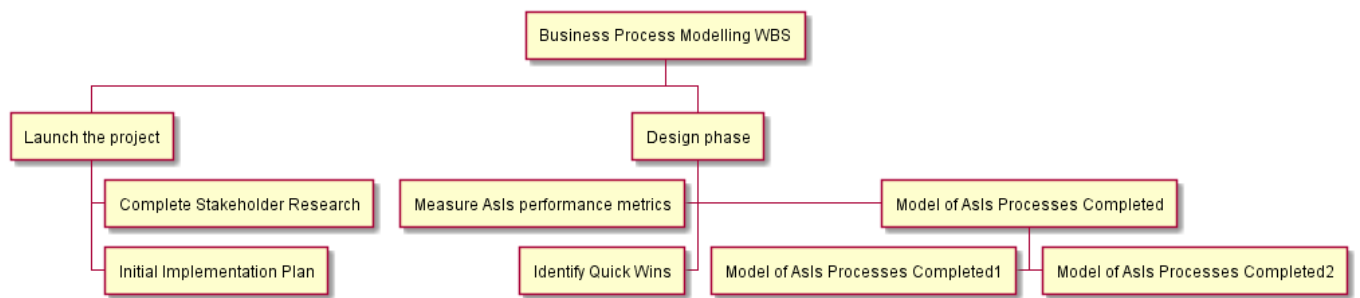 Business Process Modelling WBS
Launch the project
Design phase
Complete Stakeholder Research
Measure AsIs performance metrics
Model of AsIs Processes Completed
Initial Implementation Plan
Identify Quick Wins
Model of AsIs Processes Completed1
Model of AsIs Processes Completed2